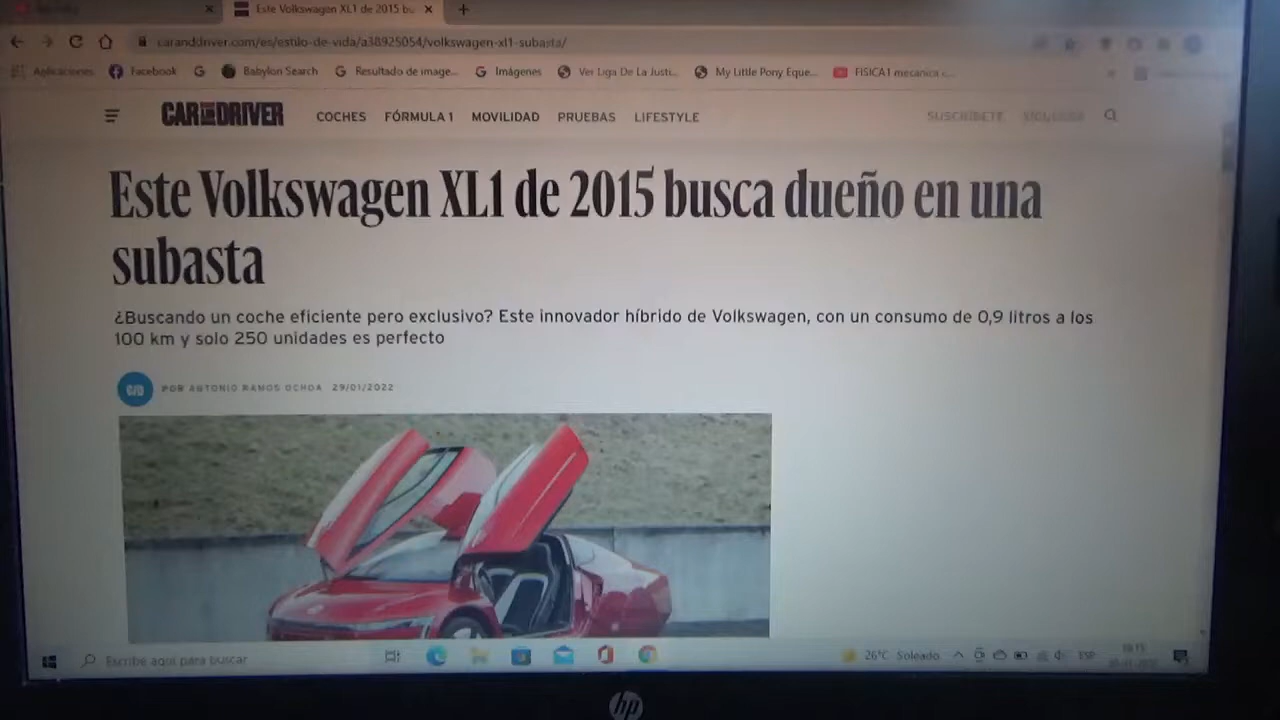 Este Volkswagen XL1 de 2015 bu
caranddriver.com/es/estilo-de-vida/a38925054/volkswagen-xl1-subasta/
Aplicaciones Facebook G Babylon Search Resultado de image... Imágenes Ver Liga De La Justi... My Little Pony Eque... FISICA1 mecanica c...
CAR AND DRIVER COCHES FÓRMULA 1 MOVILIDAD PRUEBAS LIFESTYLE SUSCRÍBETE
Este Volkswagen XL1 de 2015 busca dueño en una
subasta
¿Buscando un coche eficiente pero exclusivo? Este innovador híbrido de Volkswagen, con un consumo de 0,9 litros a los
100 km y solo 250 unidades es perfecto
C/D POR ANTONIO RAMOS OCHOA 29/01/2022
Escribe aquí para buscar 26°C Soleado ESP
hp